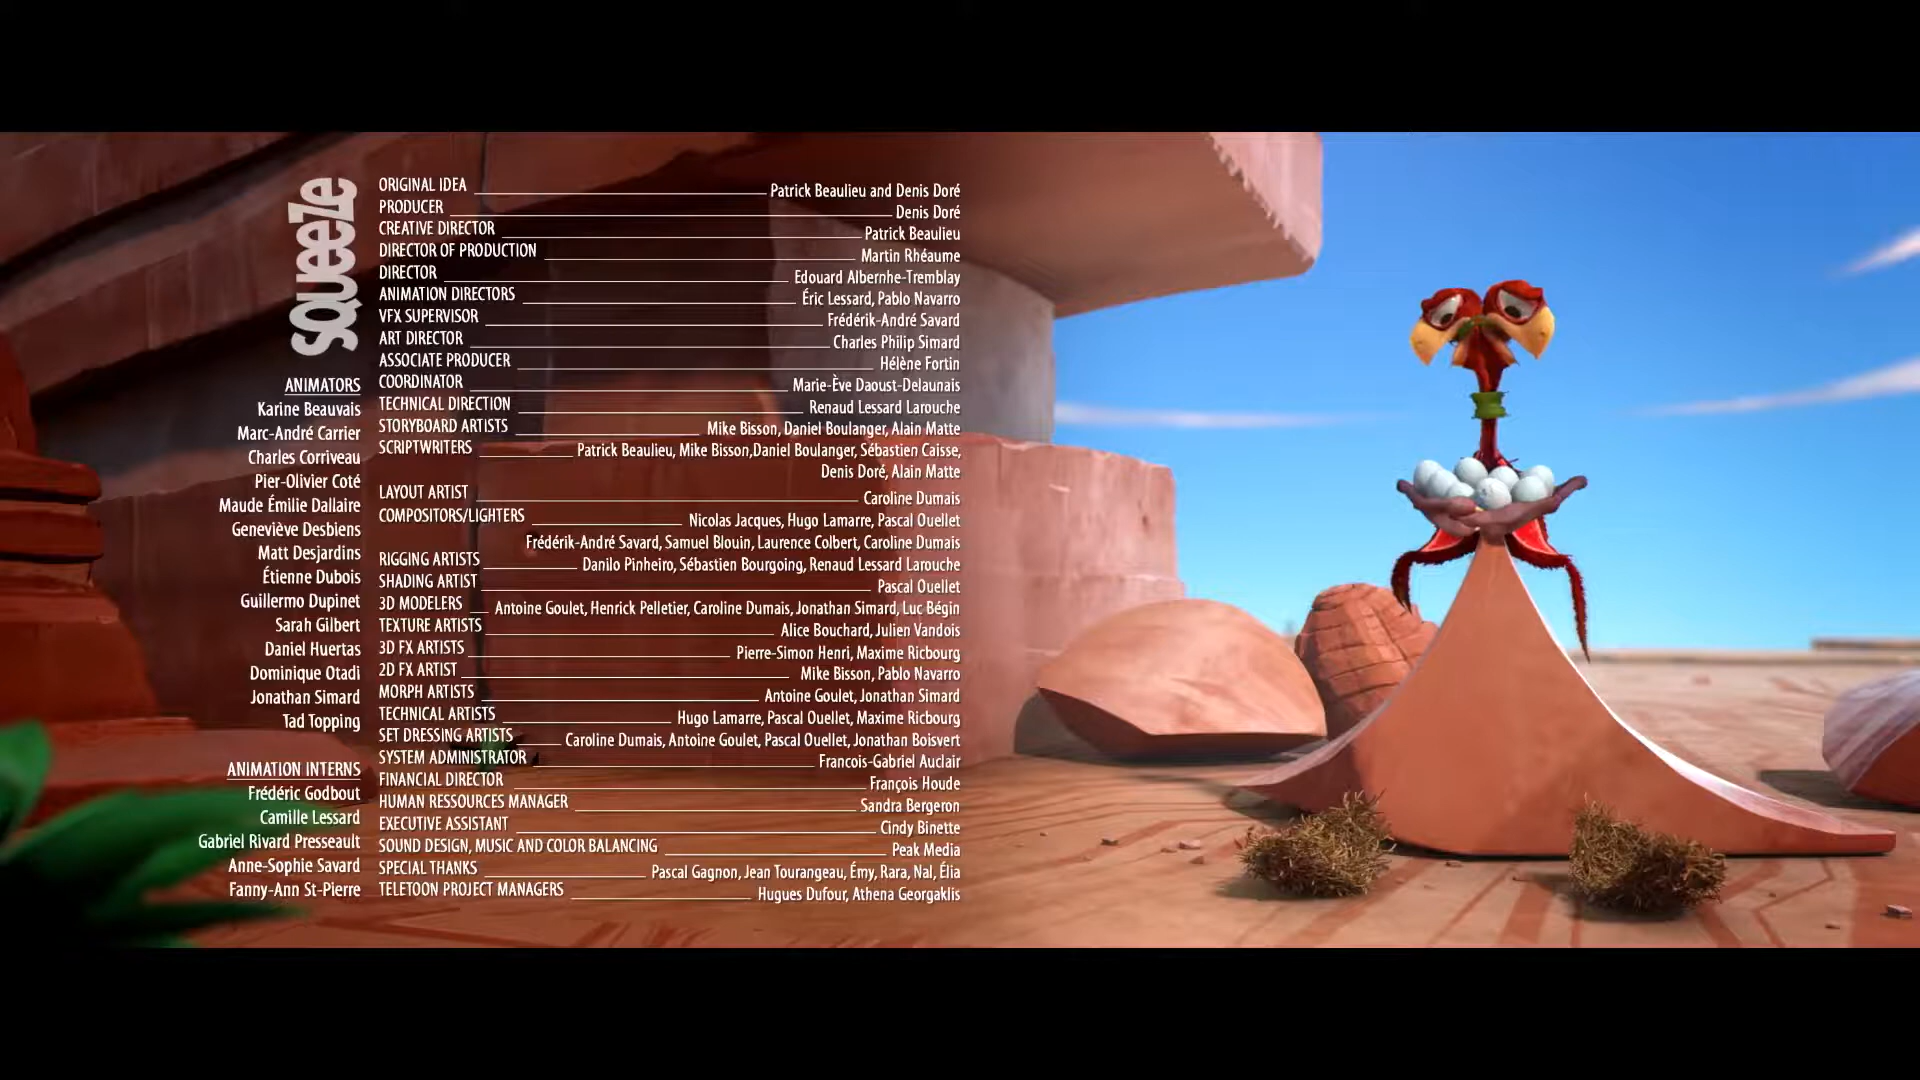 squeeze
ANIMATORS
Karine Beauvais
Marc-André Carrier
Charles Corriveau
Pier-Olivier Coté
Maude Émilie Dallaire
Geneviève Desbiens
Matt Desjardins
Étienne Dubois
Guillermo Dupinet
Sarah Gilbert
Daniel Huertas
Dominique Otadi
Jonathan Simard
Tad Topping
ANIMATION INTERNS
Frédéric Godbout
Camille Lessard
Gabriel Rivard Presseault
Anne-Sophie Savard
Fanny-Ann St-Pierre
ORIGINAL IDEA Patrick Beaulieu and Denis Doré
PRODUCER Denis Doré
CREATIVE DIRECTOR Patrick Beaulieu
DIRECTOR OF PRODUCTION Martin Rhéaume
DIRECTOR Edouard Albernhe-Tremblay
ANIMATION DIRECTORS Éric Lessard, Pablo Navarro
VFX SUPERVISOR Frédérik-André Savard
ART DIRECTOR Charles Philip Simard
ASSOCIATE PRODUCER Hélène Fortin
COORDINATOR Marie-Ève Daoust-Delaunais
TECHNICAL DIRECTION Renaud Lessard Larouche
STORYBOARD ARTISTS Mike Bisson, Daniel Boulanger, Alain Matte
SCRIPTWRITERS Patrick Beaulieu, Mike Bisson,Daniel Boulanger, Sébastien Caisse,
Denis Doré, Alain Matte
LAYOUT ARTIST Caroline Dumais
COMPOSITORS/LIGHTERS Nicolas Jacques, Hugo Lamarre, Pascal Ouellet
Frédérik-André Savard, Samuel Blouin, Laurence Colbert, Caroline Dumais
RIGGING ARTISTS Danilo Pinheiro, Sébastien Bourgoing, Renaud Lessard Larouche
SHADING ARTIST Pascal Ouellet
3D MODELERS Antoine Goulet, Henrick Pelletier, Caroline Dumais, Jonathan Simard, Luc Bégin
TEXTURE ARTISTS Alice Bouchard, Julien Vandois
3D FX ARTISTS Pierre-Simon Henri, Maxime Ricbourg
2D FX ARTIST Mike Bisson, Pablo Navarro
MORPH ARTISTS Antoine Goulet, Jonathan Simard
TECHNICAL ARTISTS Hugo Lamarre, Pascal Ouellet, Maxime Ricbourg
SET DRESSING ARTISTS Caroline Dumais, Antoine Goulet, Pascal Ouellet, Jonathan Boisvert
SYSTEM ADMINISTRATOR Francois-Gabriel Auclair
FINANCIAL DIRECTOR François Houde
HUMAN RESSOURCES MANAGER Sandra Bergeron
EXECUTIVE ASSISTANT Cindy Binette
SOUND DESIGN, MUSIC AND COLOR BALANCING Peak Media
SPECIAL THANKS Pascal Gagnon, Jean Tourangeau, Émy, Rara, Nal, Élia
TELETOON PROJECT MANAGERS Hugues Dufour, Athena Georgaklis